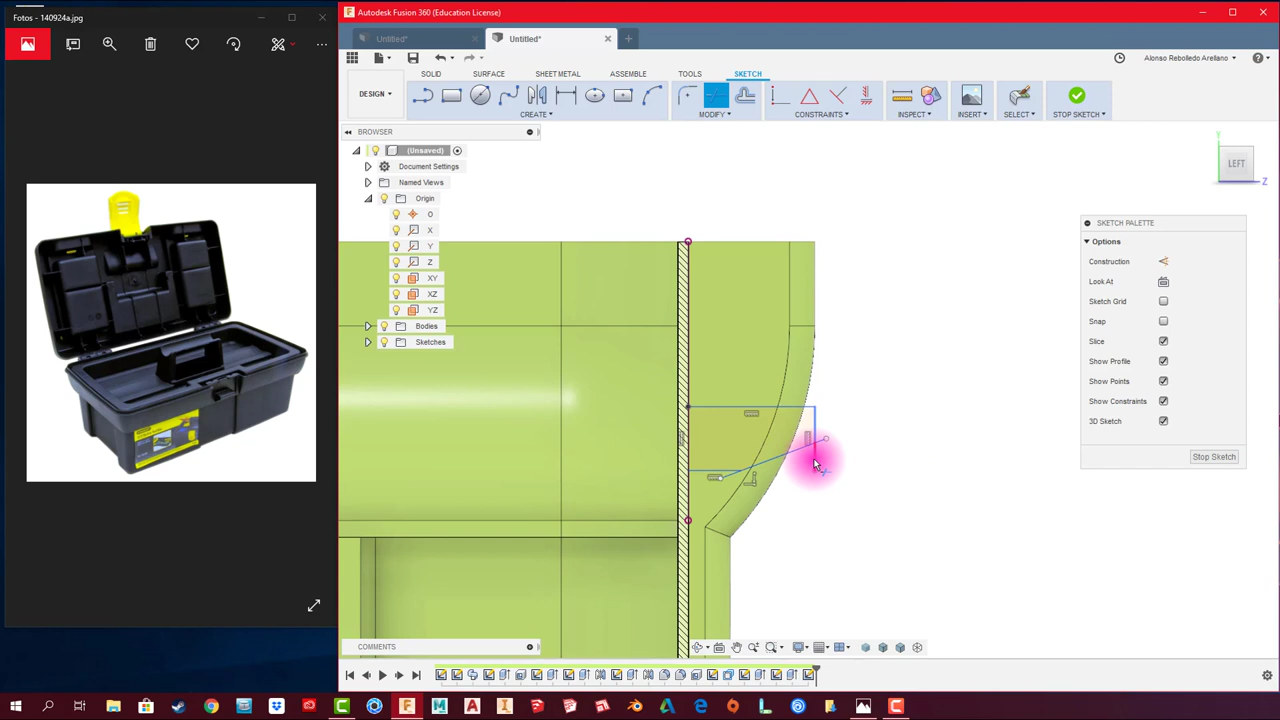 Fotos - 140924a.jpg
Autodesk Fusion 360 (Education License)
Untitled*
Untitled*
Alonso Rebolledo Arellano
DESIGN
SOLID
SURFACE
SHEET METAL
ASSEMBLE
TOOLS
SKETCH
CREATE
MODIFY
CONSTRAINTS
INSPECT
INSERT
SELECT
STOP SKETCH
BROWSER
(Unsaved)
Document Settings
Named Views
Origin
O
X
Y
Z
XY
XZ
YZ
Bodies
Sketches
Y
LEFT
Z
SKETCH PALETTE
Options
Construction
Look At
Sketch Grid
Snap
Slice
Show Profile
Show Points
Show Constraints
3D Sketch
Stop Sketch
COMMENTS